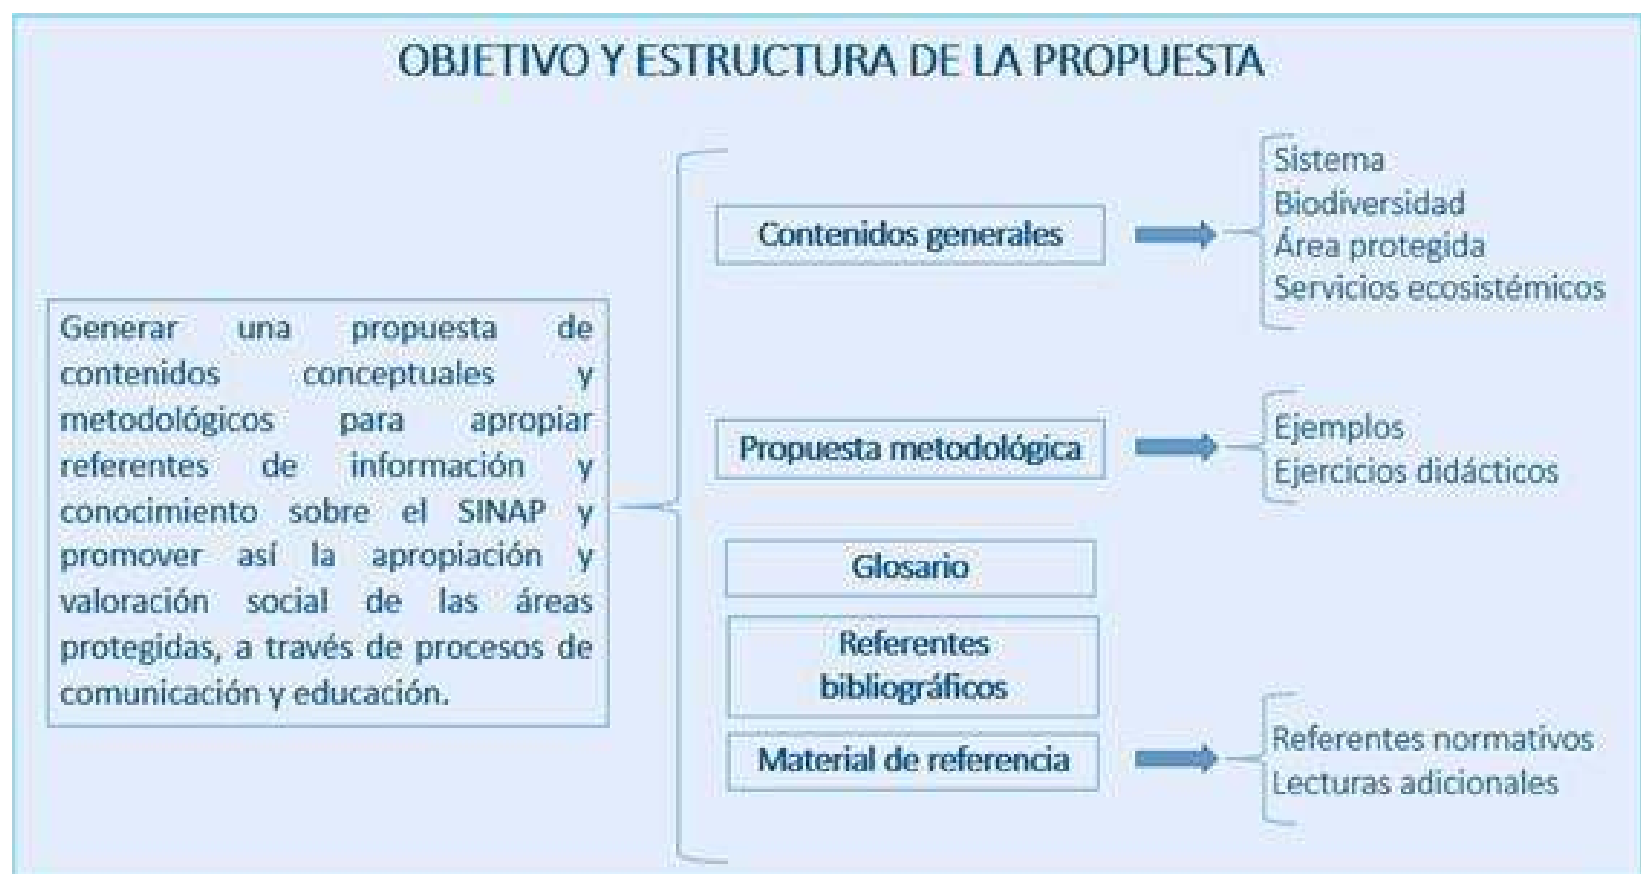 OBJETIVO Y ESTRUCTURA DE LA PROPUESTA
Generar una propuesta de
contenidos conceptuales y
metodológicos para apropiar
referentes de información y
conocimiento sobre el SINAP y
promover así la apropiación y
valoración social de las áreas
protegidas, a través de procesos de
comunicación y educación.
Contenidos generales
Sistema
Biodiversidad
Área protegida
Servicios ecosistémicos
Propuesta metodológica
Ejemplos
Ejercicios didácticos
Glosario
Referentes
bibliográficos
Material de referencia
Referentes normativos
Lecturas adicionales